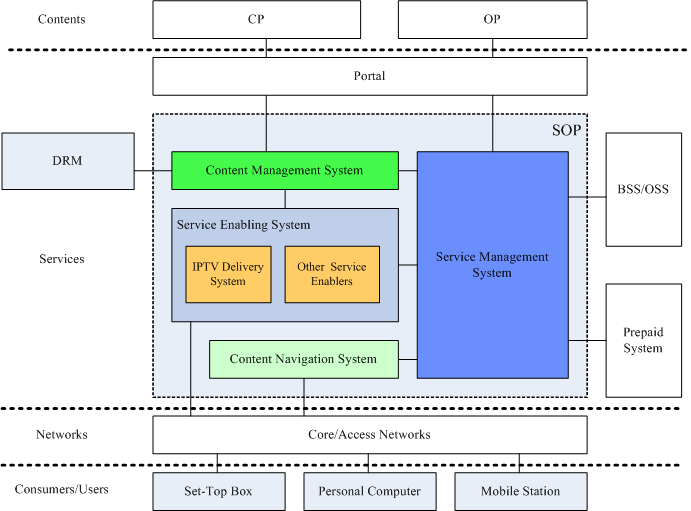 Contents
CP
OP
Portal
SOP
DRM
Content Management System
BSS/OSS
Service Enabling System
IPTV Delivery
System
Other Service
Enablers
Service Management
System
Services
Content Navigation System
Prepaid
System
Networks
Core/Access Networks
Consumers/Users
Set-Top Box
Personal Computer
Mobile Station